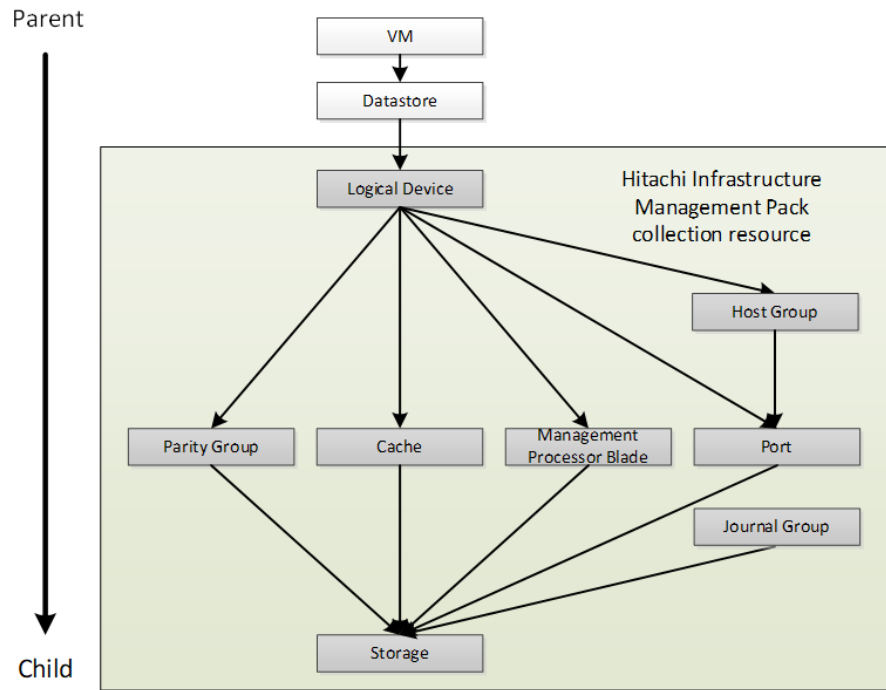 Parent
VM
Datastore
Logical Device
Hitachi Infrastructure
Management Pack
collection resource
Host Group
Parity Group
Cache
Management
Processor Blade
Port
Journal Group
Storage
Child